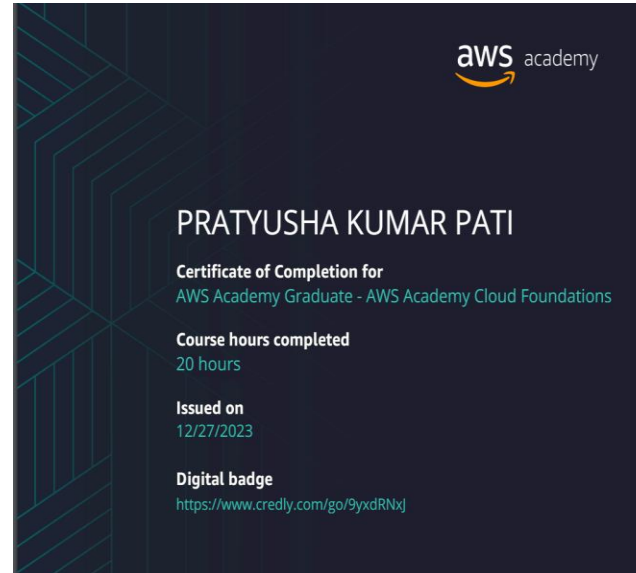 aws academy
PRATYUSHA KUMAR PATI
Certificate of Completion for
AWS Academy Graduate - AWS Academy Cloud Foundations
Course hours completed
20 hours
Issued on
12/27/2023
Digital badge
https://www.credly.com/go/9yxdRNxJ